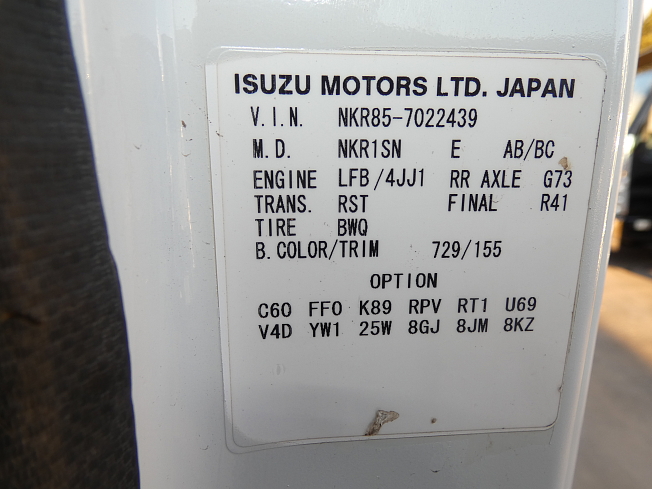 ISUZU MOTORS LTD. JAPAN
V.I.N. NKR85-7022439
M.D. NKR1SN E AB/BC
ENGINE LFB/4JJ1 RR AXLE G73
TRANS. RST FINAL R41
TIRE BWQ
B.COLOR/TRIM 729/155
OPTION
C60 FF0 K89 RPV RT1 U69
V4D YW1 25W 8GJ 8JM 8KZ